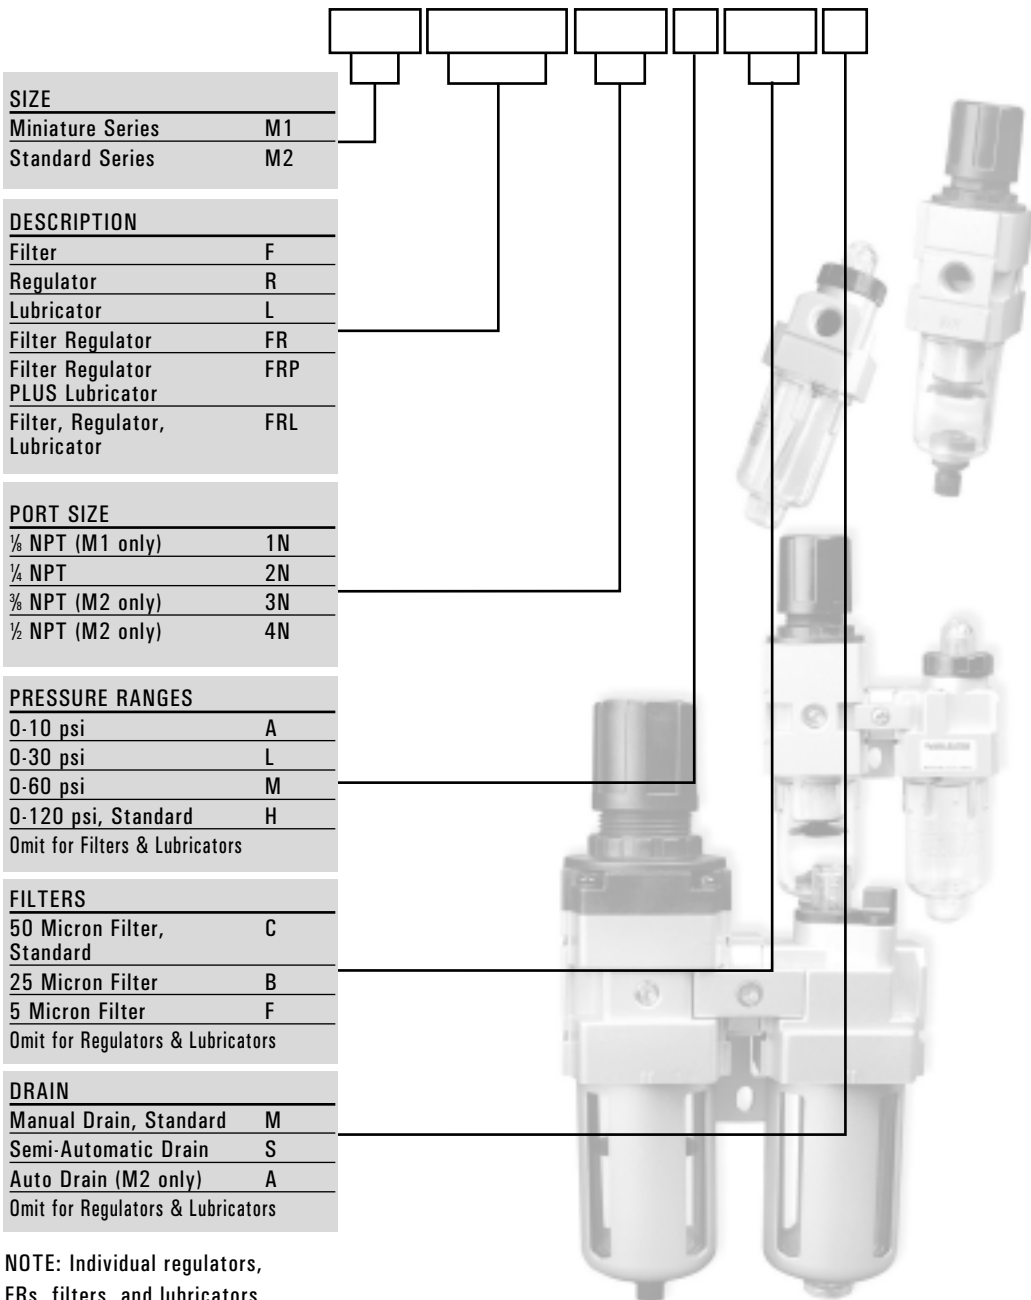 SIZE
Miniature Series M1
Standard Series M2
DESCRIPTION
Filter F
Regulator R
Lubricator L
Filter Regulator FR
Filter Regulator FRP
PLUS Lubricator
Filter, Regulator, FRL
Lubricator
PORT SIZE
⅛ NPT (M1 only) 1N
¼ NPT 2N
⅜ NPT (M2 only) 3N
½ NPT (M2 only) 4N
PRESSURE RANGES
0-10 psi A
0-30 psi L
0-60 psi M
0-120 psi, Standard H
Omit for Filters & Lubricators
FILTERS
50 Micron Filter, C
Standard
25 Micron Filter B
5 Micron Filter F
Omit for Regulators & Lubricators
DRAIN
Manual Drain, Standard M
Semi-Automatic Drain S
Auto Drain (M2 only) A
Omit for Regulators & Lubricators
NOTE: Individual regulators,
FRs, filters, and lubricators